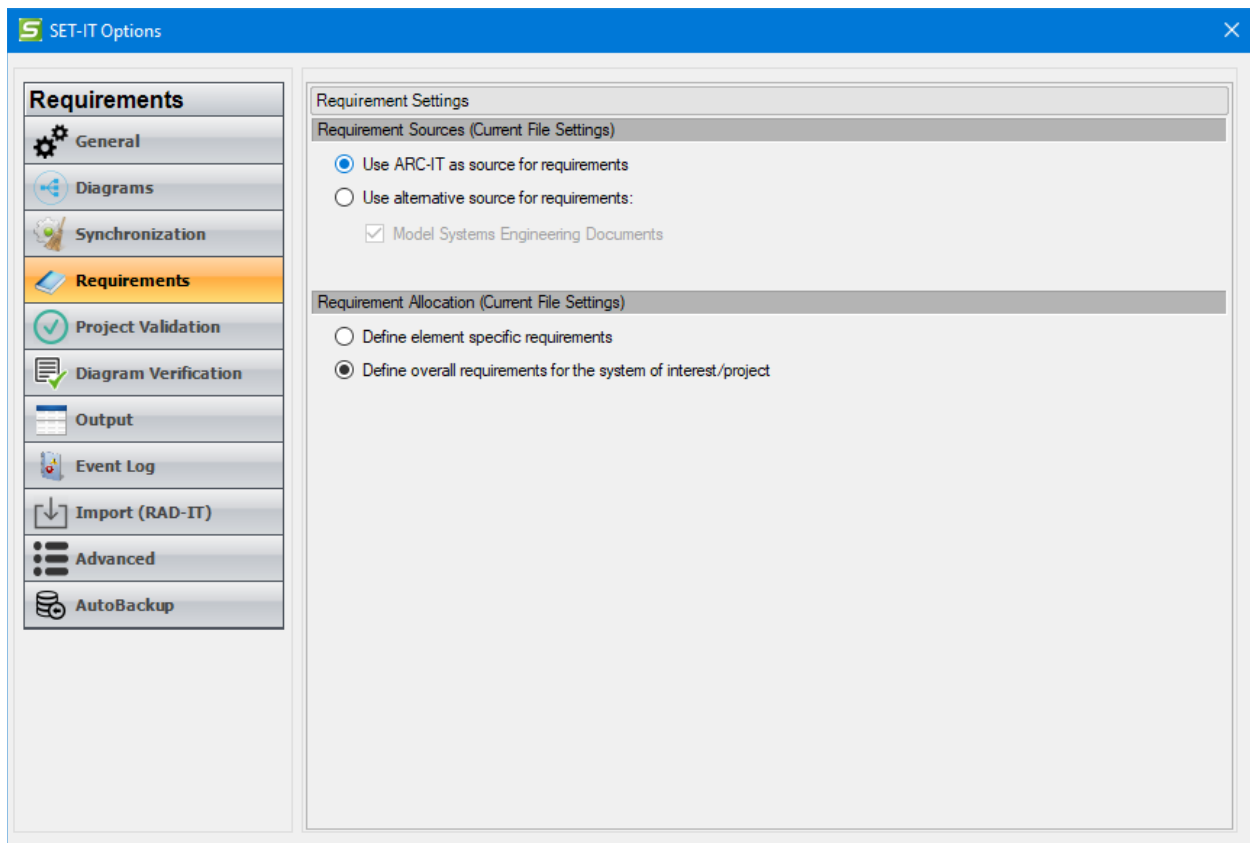 SET-IT Options
Requirements
General
Diagrams
Synchronization
Requirements
Project Validation
Diagram Verification
Output
Event Log
Import (RAD-IT)
Advanced
AutoBackup
Requirement Settings
Requirement Sources (Current File Settings)
Use ARC-IT as source for requirements
Use alternative source for requirements:
Model Systems Engineering Documents
Requirement Allocation (Current File Settings)
Define element specific requirements
Define overall requirements for the system of interest/project